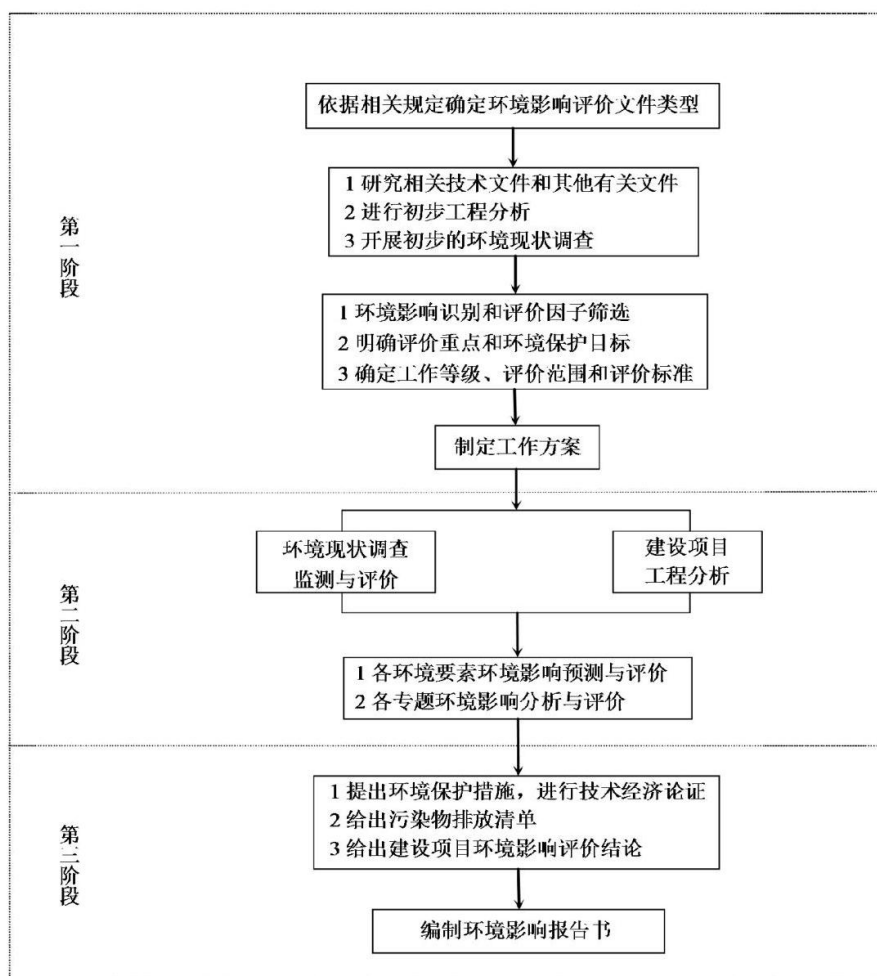 依据相关规定确定环境影响评价文件类型
1 研究相关技术文件和其他有关文件
2 进行初步工程分析
3 开展初步的环境现状调查
第一阶段
1 环境影响识别和评价因子筛选
2 明确评价重点和环境保护目标
3 确定工作等级、评价范围和评价标准
制定工作方案
第二阶段
环境现状调查
监测与评价
建设项目
工程分析
1 各环境要素环境影响预测与评价
2 各专题环境影响分析与评价
第三阶段
1 提出环境保护措施，进行技术经济论证
2 给出污染物排放清单
3 给出建设项目环境影响评价结论
编制环境影响报告书